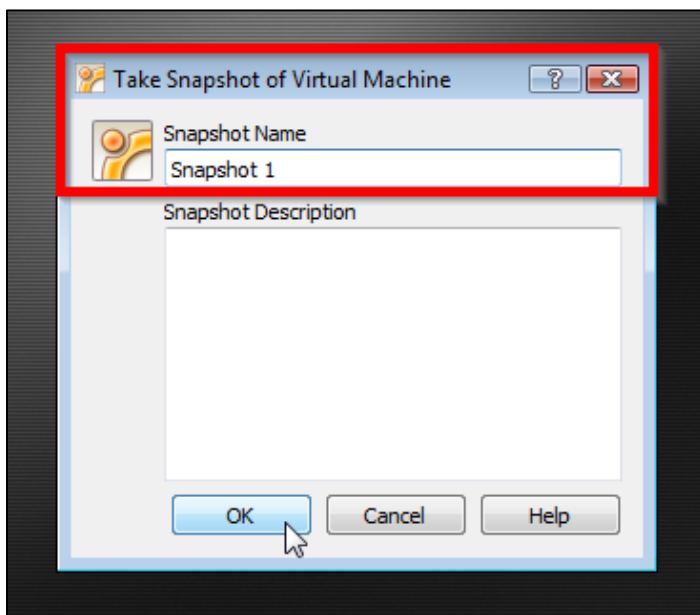 Take Snapshot of Virtual Machine
Snapshot Name
Snapshot 1
Snapshot Description
OK Cancel Help